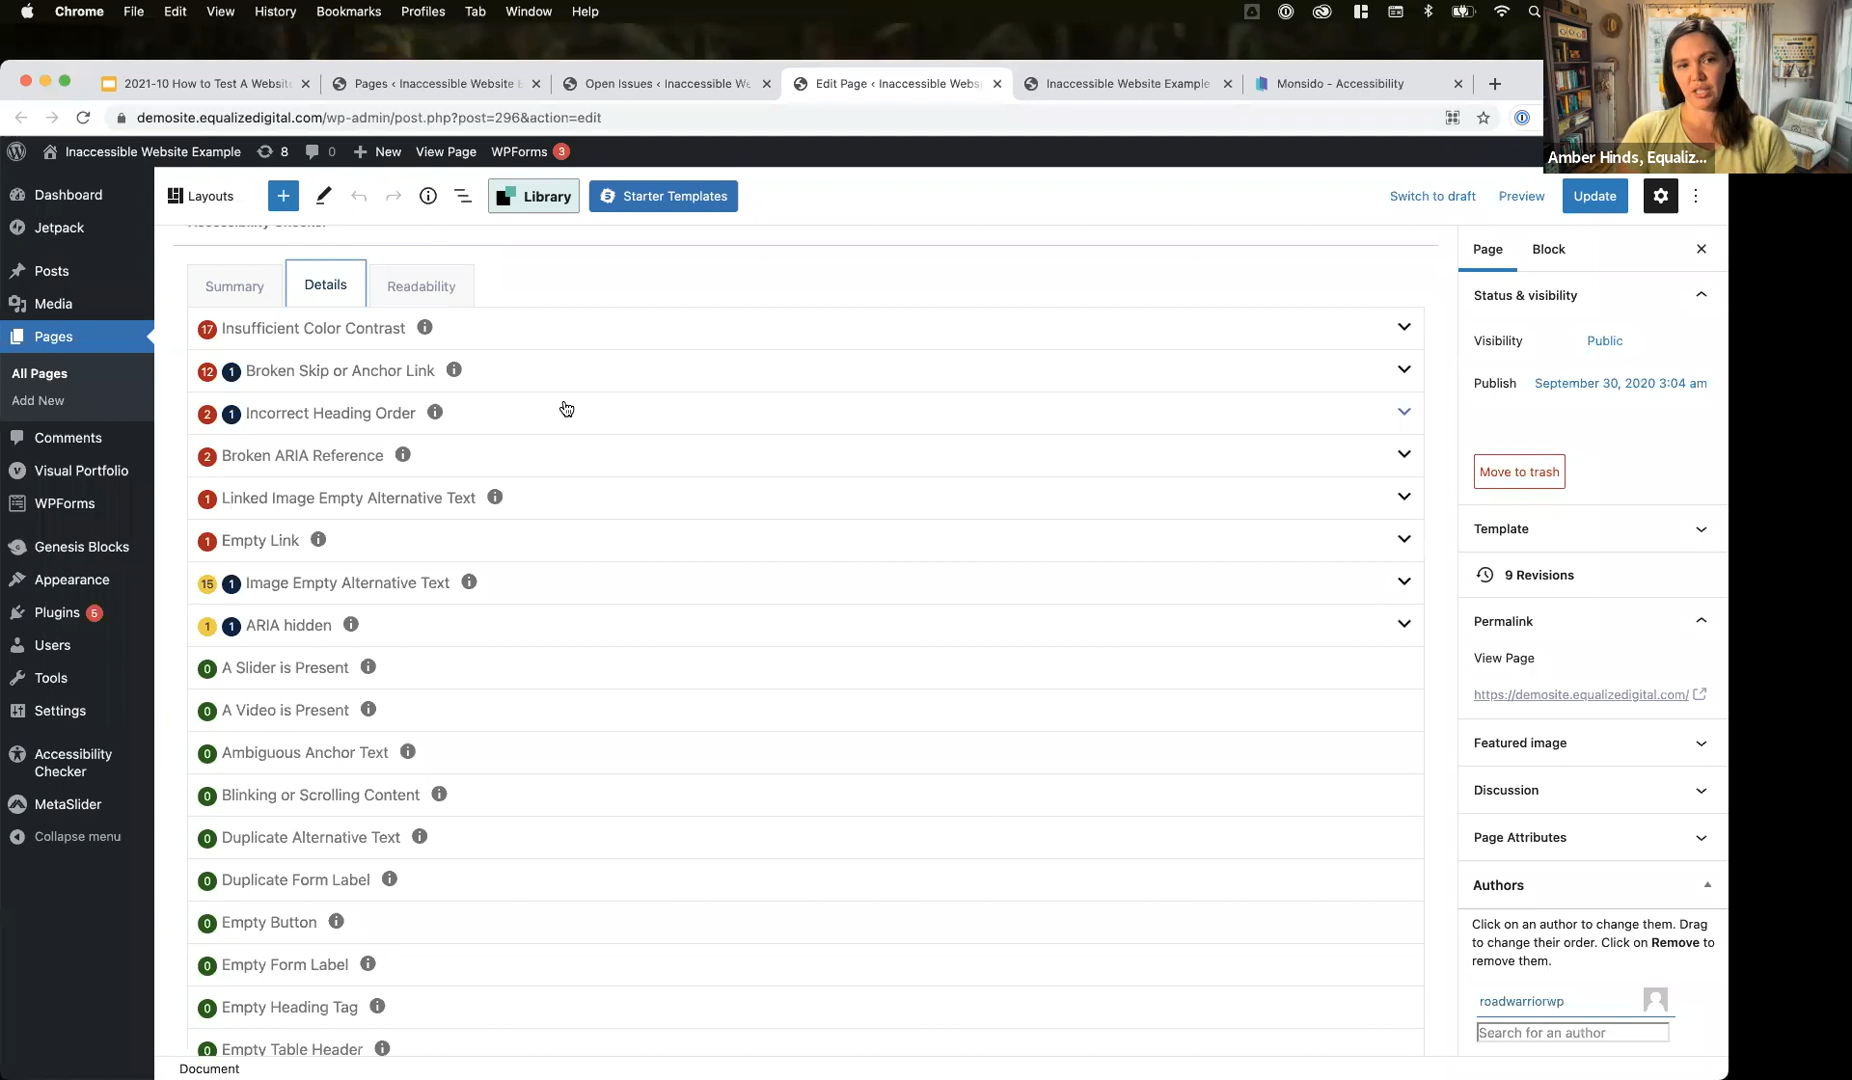 Chrome File Edit View History Bookmarks Profiles Tab Window Help
2021-10 How to Test A Website
Pages ‹ Inaccessible Website E
Open Issues ‹ Inaccessible We
Edit Page ‹ Inaccessible Webs
Inaccessible Website Example
Monsido - Accessibility
demosite.equalizedigital.com/wp-admin/post.php?post=296&action=edit
Amber Hinds, Equaliz...
Inaccessible Website Example 8 0 New View Page WPForms 3
Layouts Library Starter Templates Switch to draft Preview Update
Dashboard
Jetpack
Posts
Media
Pages
All Pages
Add New
Comments
Visual Portfolio
WPForms
Genesis Blocks
Appearance
Plugins 5
Users
Tools
Settings
Accessibility
Checker
MetaSlider
Collapse menu
Accessibility Checker
Summary Details Readability
17 Insufficient Color Contrast
12 1 Broken Skip or Anchor Link
2 1 Incorrect Heading Order
2 Broken ARIA Reference
1 Linked Image Empty Alternative Text
1 Empty Link
15 1 Image Empty Alternative Text
1 1 ARIA hidden
0 A Slider is Present
0 A Video is Present
0 Ambiguous Anchor Text
0 Blinking or Scrolling Content
0 Duplicate Alternative Text
0 Duplicate Form Label
0 Empty Button
0 Empty Form Label
0 Empty Heading Tag
0 Empty Table Header
Document
Page Block
Status & visibility
Visibility Public
Publish September 30, 2020 3:04 am
Move to trash
Template
9 Revisions
Permalink
View Page
https://demosite.equalizedigital.com/
Featured image
Discussion
Page Attributes
Authors
Click on an author to change them. Drag
to change their order. Click on Remove to
remove them.
roadwarriorwp
Search for an author